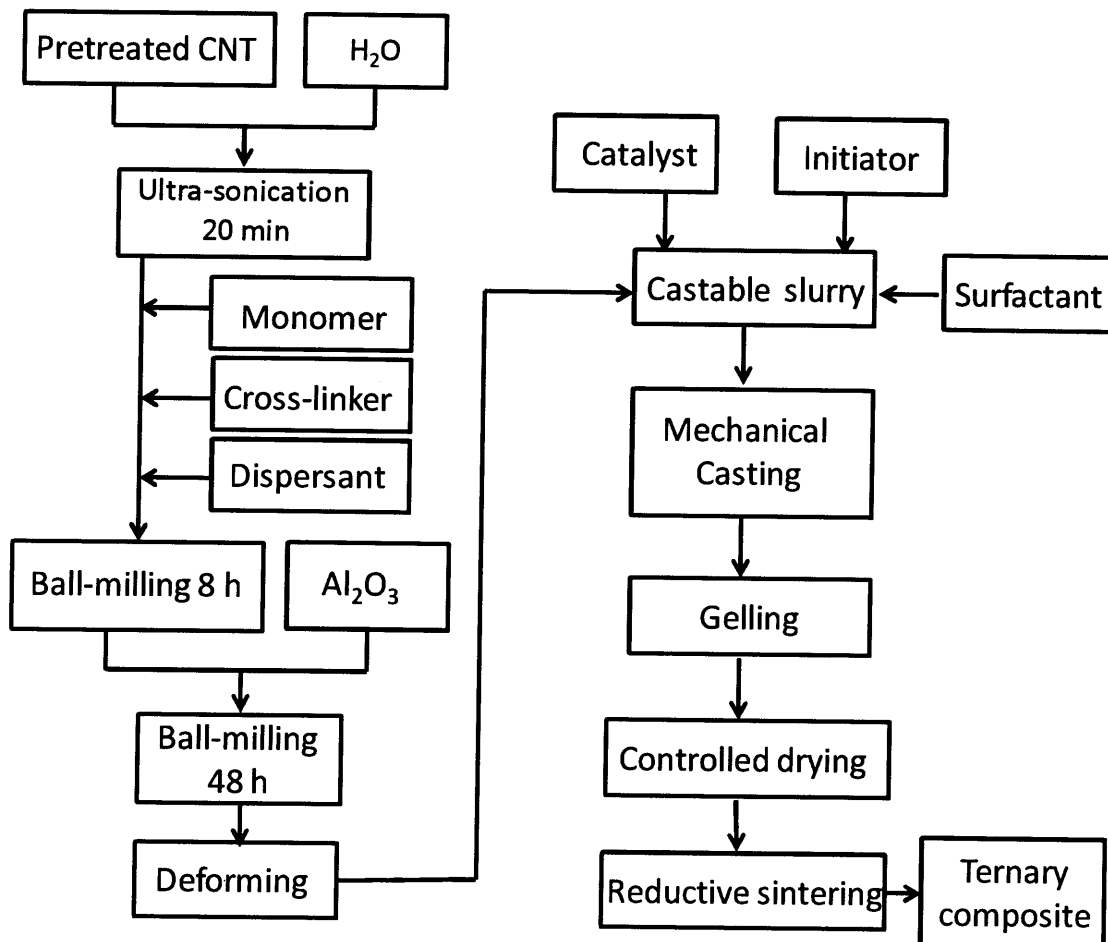 Pretreated CNT
H₂O
Ultra-sonication
20 min
Monomer
Cross-linker
Dispersant
Ball-milling 8 h
Al₂O₃
Ball-milling
48 h
Deforming
Catalyst
Initiator
Castable slurry
Surfactant
Mechanical
Casting
Gelling
Controlled drying
Reductive sintering
Ternary
composite